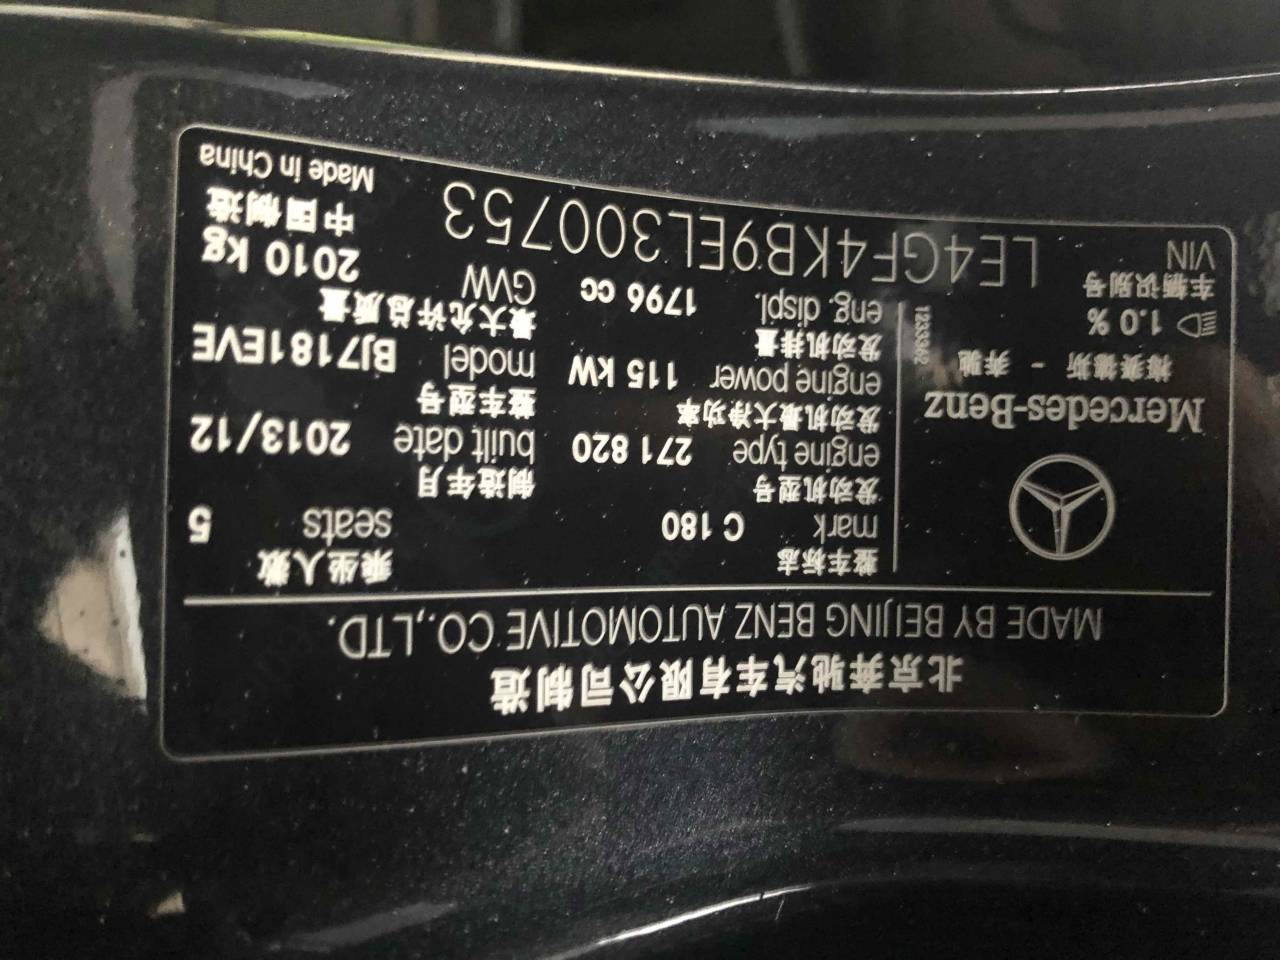 北京奔驰汽车有限公司制造
MADE BY BEIJING BENZ AUTOMOTIVE CO.,LTD.
Mercedes-Benz
梅赛德斯 - 奔驰
1.0 %
整车标志
mark C 180
乘坐人数
seats 5
发动机型号
engine type 271 820
制造年月
built date 2013/12
发动机最大净功率
engine power 115 kW
整车型号
model BJ7181EVE
发动机排量
eng. displ. 1796 cc
最大允许总质量
GVW 2010 kg
车辆识别号
VIN LE4GF4KB9EL300753
中国制造
Made in China